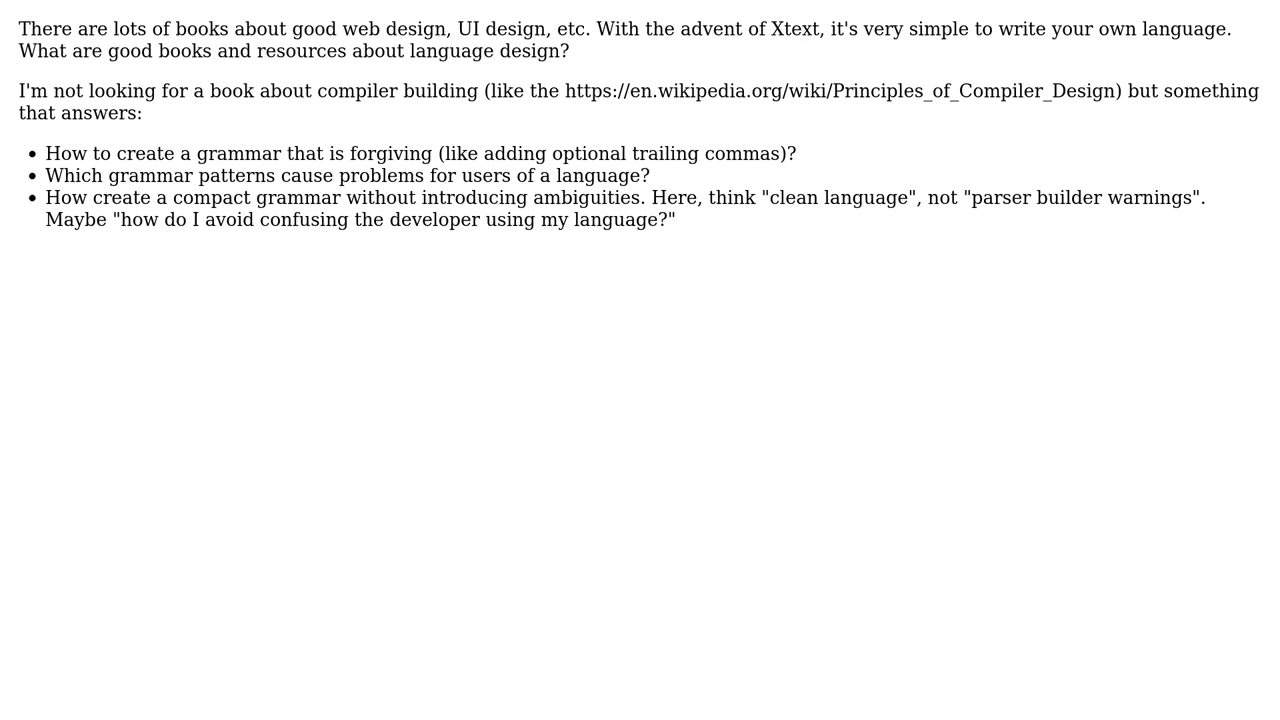 There are lots of books about good web design, UI design, etc. With the advent of Xtext, it's very simple to write your own language.
What are good books and resources about language design?
I'm not looking for a book about compiler building (like the https://en.wikipedia.org/wiki/Principles_of_Compiler_Design) but something
that answers:
• How to create a grammar that is forgiving (like adding optional trailing commas)?
• Which grammar patterns cause problems for users of a language?
• How create a compact grammar without introducing ambiguities. Here, think "clean language", not "parser builder warnings".
Maybe "how do I avoid confusing the developer using my language?"